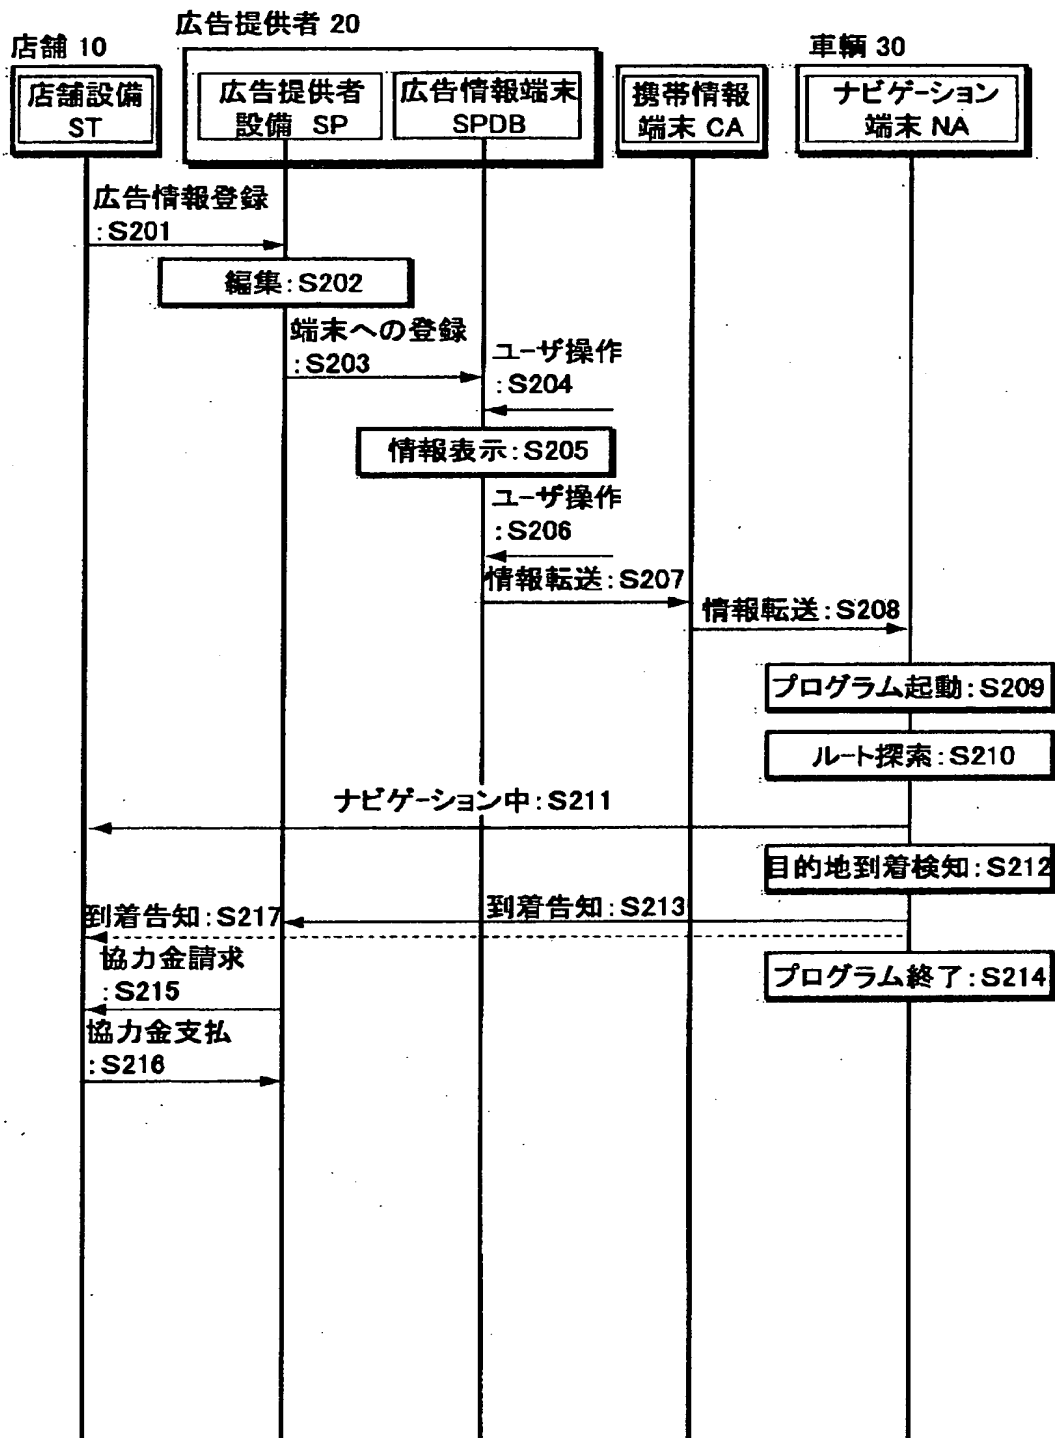 広告提供者 20
店舗 10
車輌 30
店舗設備
ST
広告提供者
設備 SP
広告情報端末
SPDB
携帯情報
端末 CA
ナビゲーション
端末 NA
広告情報登録
:S201
編集:S202
端末への登録
:S203
ユーザ操作
:S204
情報表示:S205
ユーザ操作
:S206
情報転送:S207
情報転送:S208
プログラム起動:S209
ルート探索:S210
ナビゲーション中:S211
目的地到着検知:S212
到着告知:S217
到着告知:S213
協力金請求
:S215
プログラム終了:S214
協力金支払
:S216